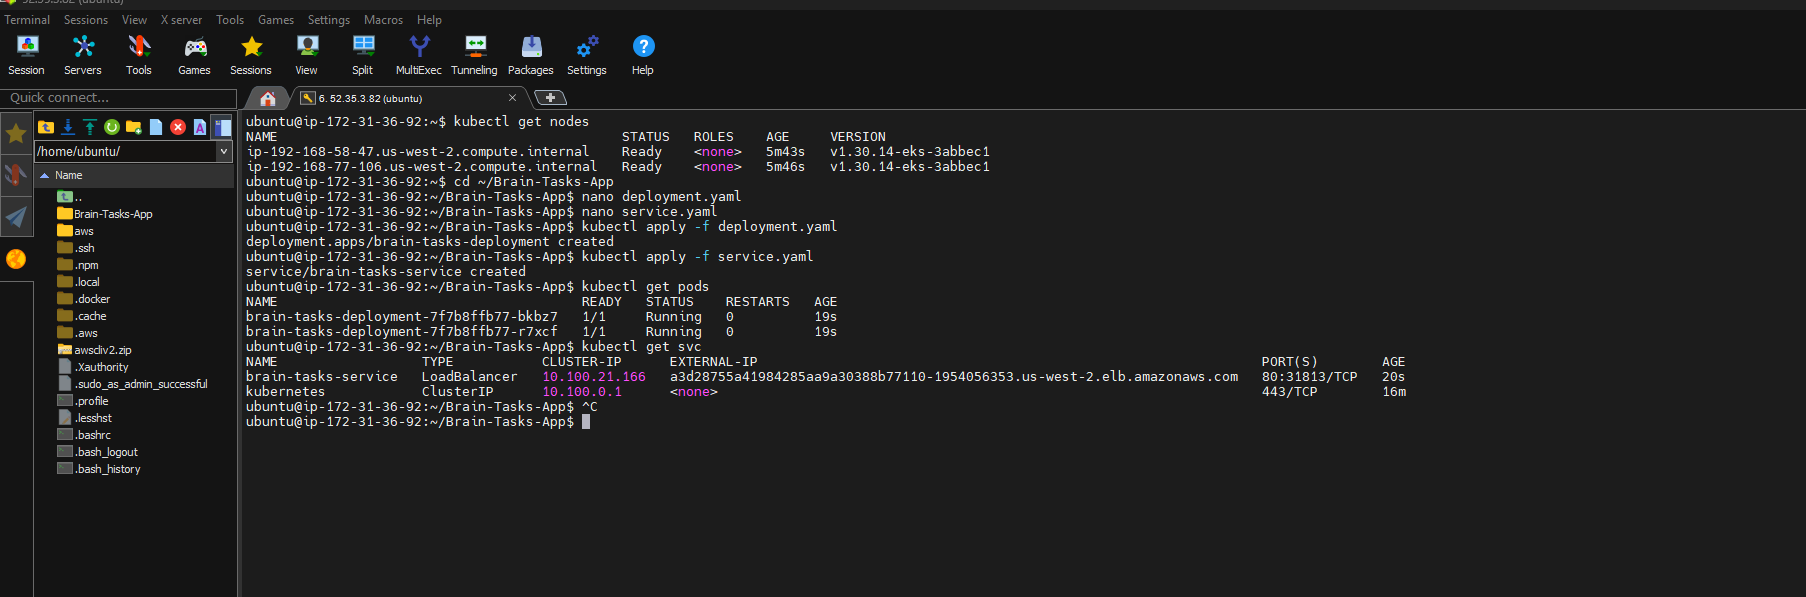 52.35.3.82 (ubuntu)
Terminal Sessions View X server Tools Games Settings Macros Help
Session Servers Tools Games Sessions View Split MultiExec Tunneling Packages Settings Help
Quick connect...
6. 52.35.3.82 (ubuntu)
/home/ubuntu/
Name
..
Brain-Tasks-App
aws
.ssh
.npm
.local
.docker
.cache
.aws
awscliv2.zip
.Xauthority
.sudo_as_admin_successful
.profile
.lesshst
.bashrc
.bash_logout
.bash_history
ubuntu@ip-172-31-36-92:~$ kubectl get nodes
NAME STATUS ROLES AGE VERSION
ip-192-168-58-47.us-west-2.compute.internal Ready <none> 5m43s v1.30.14-eks-3abbec1
ip-192-168-77-106.us-west-2.compute.internal Ready <none> 5m46s v1.30.14-eks-3abbec1
ubuntu@ip-172-31-36-92:~$ cd ~/Brain-Tasks-App
ubuntu@ip-172-31-36-92:~/Brain-Tasks-App$ nano deployment.yaml
ubuntu@ip-172-31-36-92:~/Brain-Tasks-App$ nano service.yaml
ubuntu@ip-172-31-36-92:~/Brain-Tasks-App$ kubectl apply -f deployment.yaml
deployment.apps/brain-tasks-deployment created
ubuntu@ip-172-31-36-92:~/Brain-Tasks-App$ kubectl apply -f service.yaml
service/brain-tasks-service created
ubuntu@ip-172-31-36-92:~/Brain-Tasks-App$ kubectl get pods
NAME READY STATUS RESTARTS AGE
brain-tasks-deployment-7f7b8ffb77-bkbz7 1/1 Running 0 19s
brain-tasks-deployment-7f7b8ffb77-r7xcf 1/1 Running 0 19s
ubuntu@ip-172-31-36-92:~/Brain-Tasks-App$ kubectl get svc
NAME TYPE CLUSTER-IP EXTERNAL-IP PORT(S) AGE
brain-tasks-service LoadBalancer 10.100.21.166 a3d28755a41984285aa9a30388b77110-1954056353.us-west-2.elb.amazonaws.com 80:31813/TCP 20s
kubernetes ClusterIP 10.100.0.1 <none> 443/TCP 16m
ubuntu@ip-172-31-36-92:~/Brain-Tasks-App$ ^C
ubuntu@ip-172-31-36-92:~/Brain-Tasks-App$